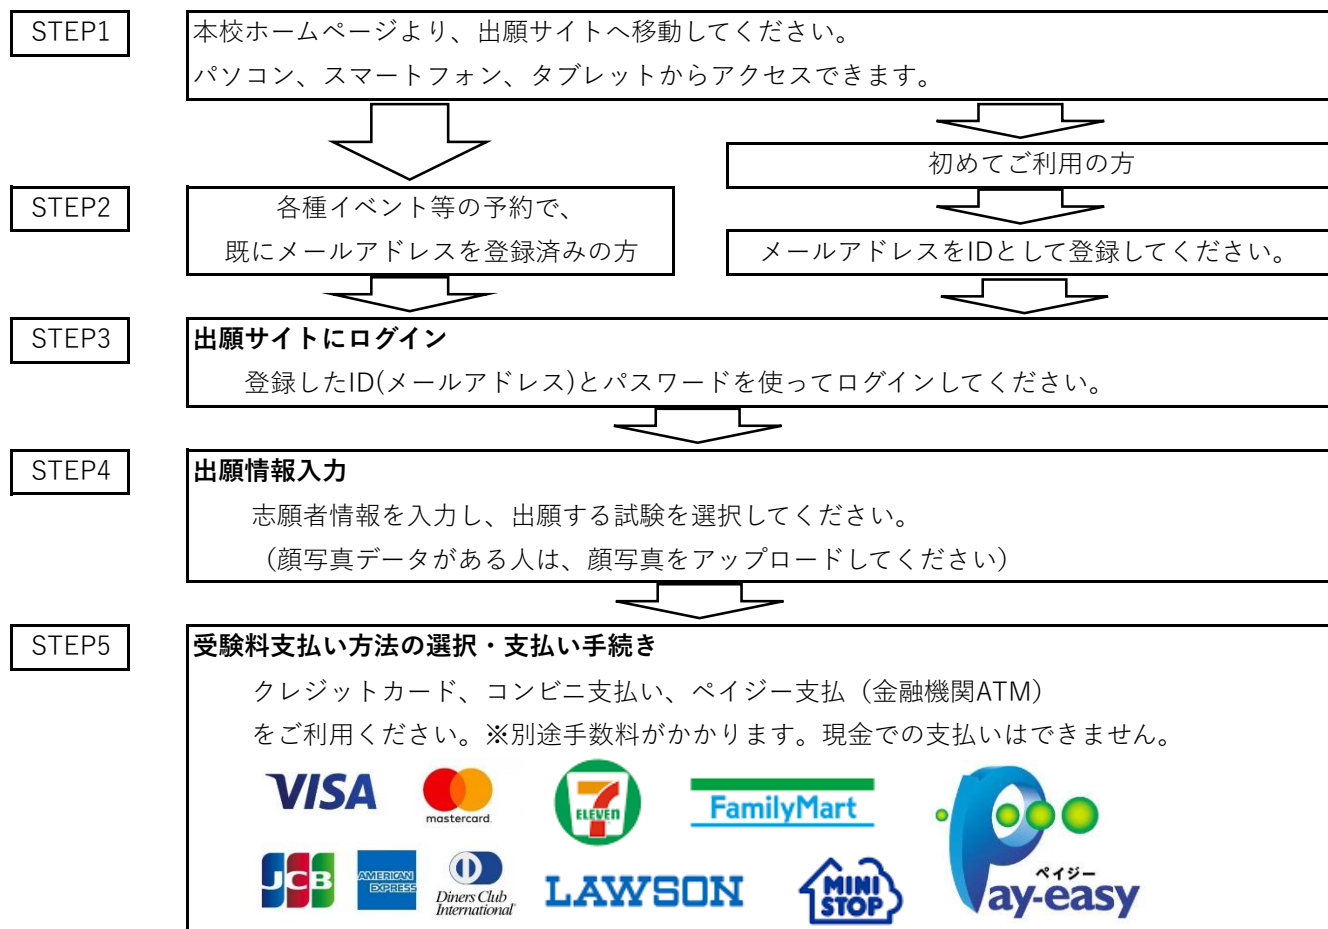 STEP1
本校ホームページより、出願サイトへ移動してください。
パソコン、スマートフォン、タブレットからアクセスできます。
初めてご利用の方
STEP2
各種イベント等の予約で、
既にメールアドレスを登録済みの方
メールアドレスをIDとして登録してください。
STEP3
出願サイトにログイン
登録したID(メールアドレス)とパスワードを使ってログインしてください。
STEP4
出願情報入力
志願者情報を入力し、出願する試験を選択してください。
（顔写真データがある人は、顔写真をアップロードしてください）
STEP5
受験料支払い方法の選択・支払い手続き
クレジットカード、コンビニ支払い、ペイジー支払（金融機関ATM）
をご利用ください。※別途手数料がかかります。現金での支払いはできません。
VISA
mastercard
7
ELEVEn
FamilyMart
JCB
AMERICAN
EXPRESS
Diners Club
International
LAWSON
MINI
STOP
ペイジー
Pay-easy